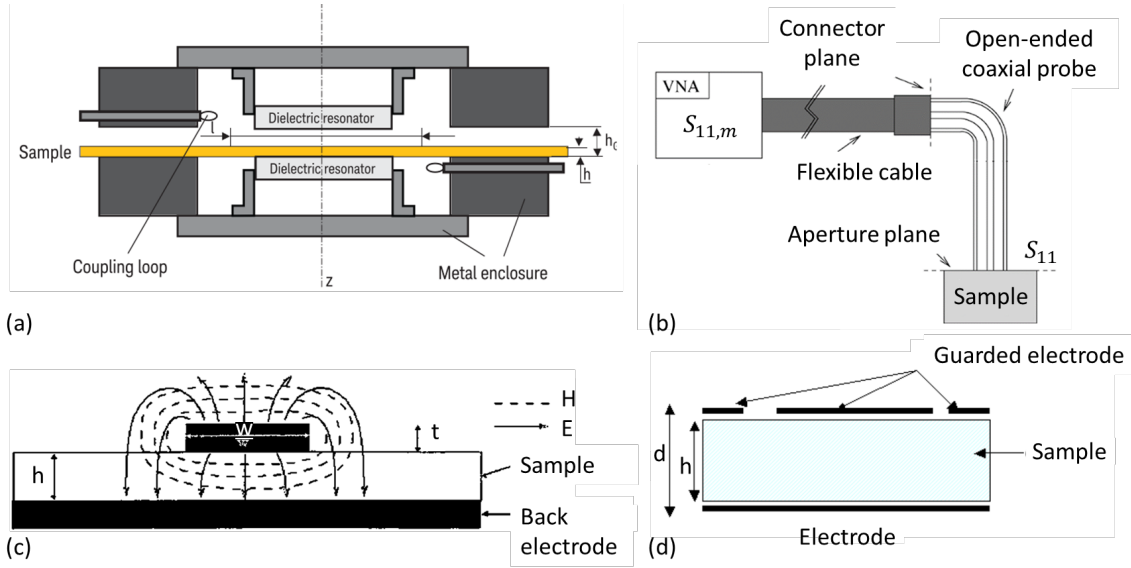 Dielectric resonator
l
h₀
Sample
Dielectric resonator
h
Coupling loop
Metal enclosure
z
(a)
Connector
plane
Open-ended
coaxial probe
VNA
S₁₁,ₘ
Flexible cable
Aperture plane
S₁₁
Sample
(b)
H
E
W
t
h
Sample
Back
electrode
(c)
Guarded electrode
d
h
Sample
Electrode
(d)